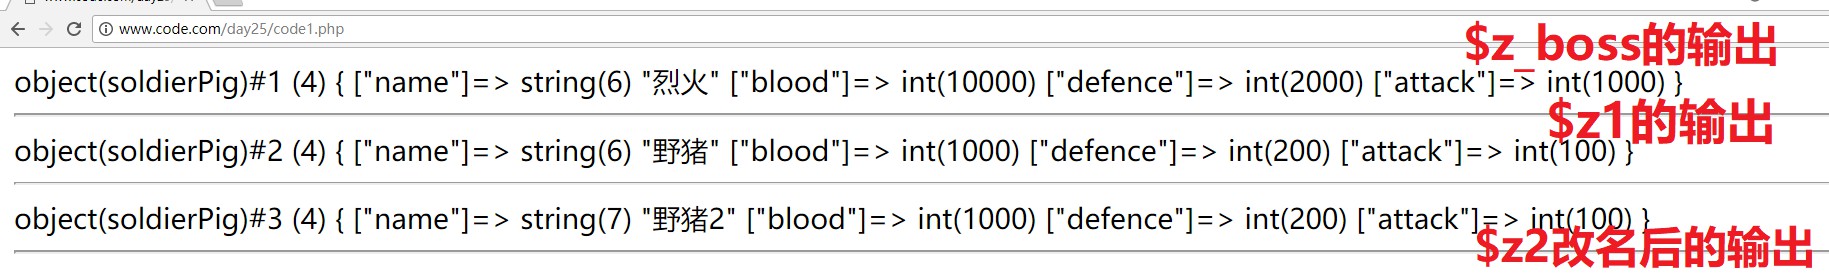 www.code.com/day25/code1.php
$z_boss的输出
object(soldierPig)#1 (4) { ["name"]=> string(6) "烈火" ["blood"]=> int(10000) ["defence"]=> int(2000) ["attack"]=> int(1000) }
$z1的输出
object(soldierPig)#2 (4) { ["name"]=> string(6) "野猪" ["blood"]=> int(1000) ["defence"]=> int(200) ["attack"]=> int(100) }
object(soldierPig)#3 (4) { ["name"]=> string(7) "野猪2" ["blood"]=> int(1000) ["defence"]=> int(200) ["attack"]=> int(100) }
$z2改名后的输出